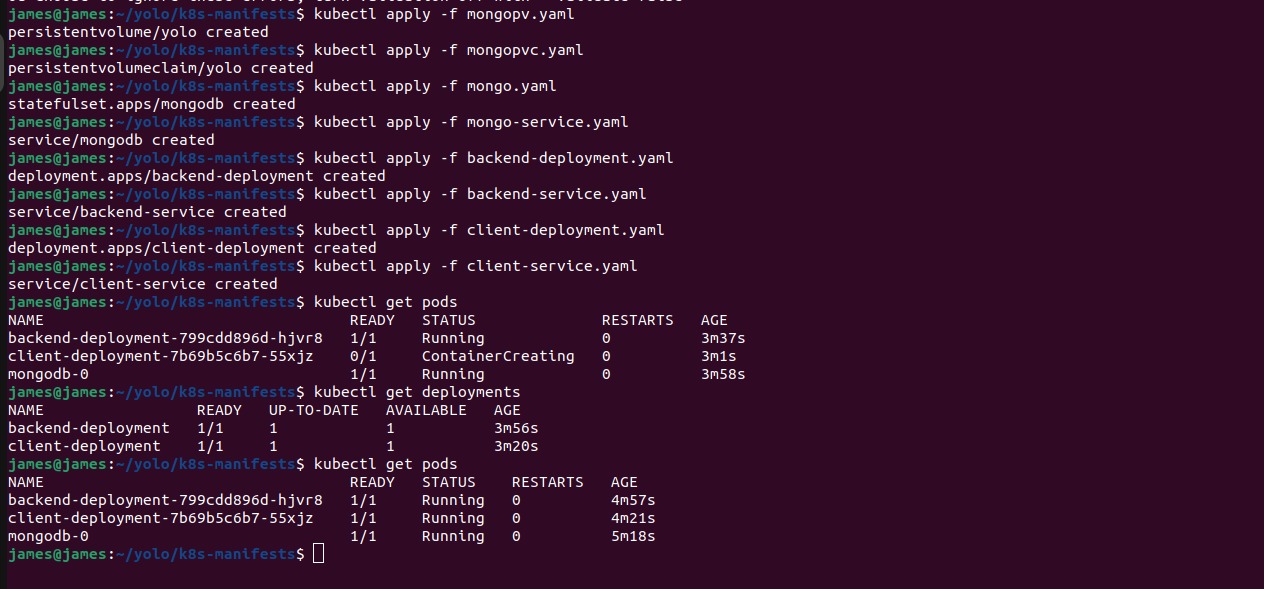 james@james:~/yolo/k8s-manifests$ kubectl apply -f mongopv.yaml
persistentvolume/yolo created
james@james:~/yolo/k8s-manifests$ kubectl apply -f mongopvc.yaml
persistentvolumeclaim/yolo created
james@james:~/yolo/k8s-manifests$ kubectl apply -f mongo.yaml
statefulset.apps/mongodb created
james@james:~/yolo/k8s-manifests$ kubectl apply -f mongo-service.yaml
service/mongodb created
james@james:~/yolo/k8s-manifests$ kubectl apply -f backend-deployment.yaml
deployment.apps/backend-deployment created
james@james:~/yolo/k8s-manifests$ kubectl apply -f backend-service.yaml
service/backend-service created
james@james:~/yolo/k8s-manifests$ kubectl apply -f client-deployment.yaml
deployment.apps/client-deployment created
james@james:~/yolo/k8s-manifests$ kubectl apply -f client-service.yaml
service/client-service created
james@james:~/yolo/k8s-manifests$ kubectl get pods
NAME READY STATUS RESTARTS AGE
backend-deployment-799cdd896d-hjvr8 1/1 Running 0 3m37s
client-deployment-7b69b5c6b7-55xjz 0/1 ContainerCreating 0 3m1s
mongodb-0 1/1 Running 0 3m58s
james@james:~/yolo/k8s-manifests$ kubectl get deployments
NAME READY UP-TO-DATE AVAILABLE AGE
backend-deployment 1/1 1 1 3m56s
client-deployment 1/1 1 1 3m20s
james@james:~/yolo/k8s-manifests$ kubectl get pods
NAME READY STATUS RESTARTS AGE
backend-deployment-799cdd896d-hjvr8 1/1 Running 0 4m57s
client-deployment-7b69b5c6b7-55xjz 1/1 Running 0 4m21s
mongodb-0 1/1 Running 0 5m18s
james@james:~/yolo/k8s-manifests$